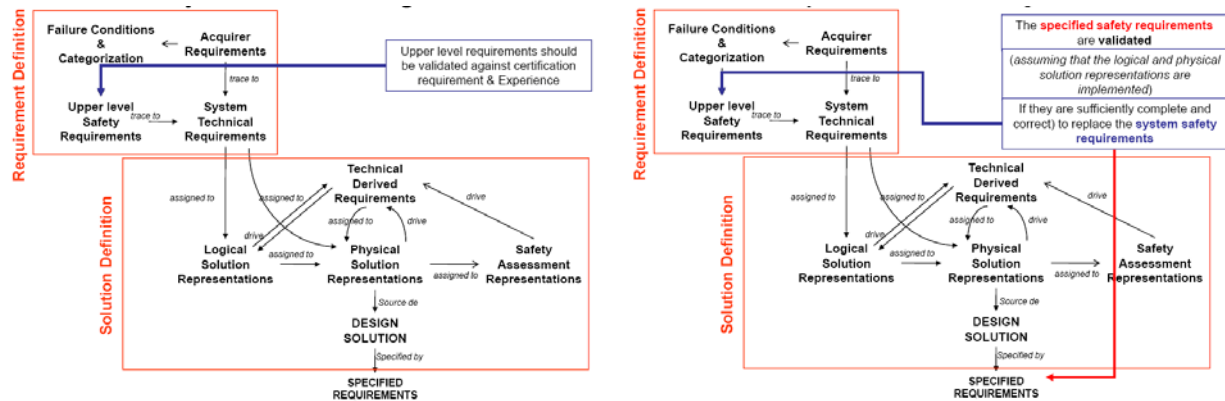 Requirement Definition
Failure Conditions
&
Categorization
Acquirer
Requirements
trace to
Upper level
Safety
Requirements
trace to
System
Technical
Requirements
Upper level requirements should
be validated against certification
requirement & Experience
Solution Definition
Technical
Derived
Requirements
assigned to
assigned to
drive
assigned to
drive
drive
Logical
Solution
Representations
assigned to
Physical
Solution
Representations
assigned to
Safety
Assessment
Representations
Source de
DESIGN
SOLUTION
Specified by
SPECIFIED
REQUIREMENTS
Requirement Definition
Failure Conditions
&
Categorization
Acquirer
Requirements
trace to
Upper level
Safety
Requirements
trace to
System
Technical
Requirements
The specified safety requirements
are validated
(assuming that the logical and physical
solution representations are
implemented)
If they are sufficiently complete and
correct) to replace the system safety
requirements
Solution Definition
Technical
Derived
Requirements
assigned to
assigned to
drive
assigned to
drive
drive
Logical
Solution
Representations
assigned to
Physical
Solution
Representations
assigned to
Safety
Assessment
Representations
Source de
DESIGN
SOLUTION
Specified by
SPECIFIED
REQUIREMENTS